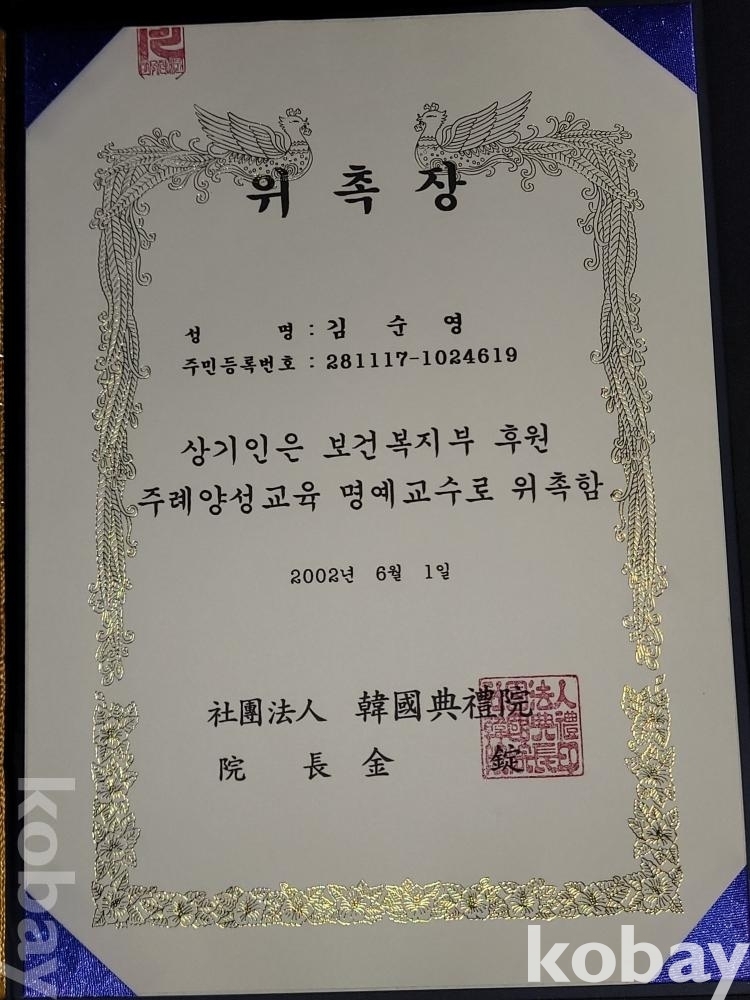 위 촉 장
성 명 : 김 순 영
주민등록번호 : 281117-1024619
상기인은 보건복지부 후원
주례양성교육 명예교수로 위촉함
2002년 6월 1일
社團法人 韓國典禮院
院 長 金 錠
kobay
kobay